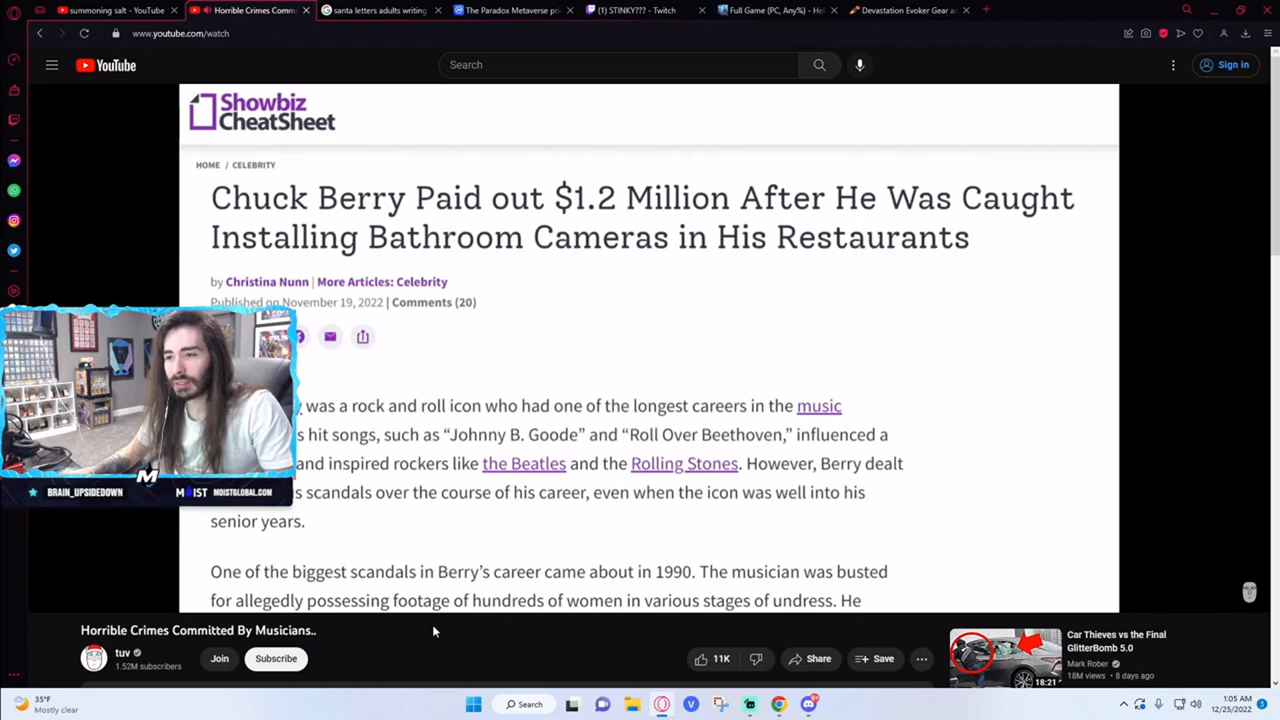 summoning salt - YouTube
Horrible Crimes Comm
santa letters adults writing
The Paradox Metaverse pri
(1) STINKY!?! - Twitch
Full Game (PC, Any%) - Hel
Devastation Evoker Gear an
www.youtube.com/watch
YouTube
Search
Sign in
Showbiz
CheatSheet
HOME / CELEBRITY
Chuck Berry Paid out $1.2 Million After He Was Caught
Installing Bathroom Cameras in His Restaurants
by Christina Nunn | More Articles: Celebrity
Published on November 19, 2022 | Comments (20)
was a rock and roll icon who had one of the longest careers in the music
s hit songs, such as “Johnny B. Goode” and “Roll Over Beethoven,” influenced a
and inspired rockers like the Beatles and the Rolling Stones. However, Berry dealt
s scandals over the course of his career, even when the icon was well into his
senior years.
One of the biggest scandals in Berry’s career came about in 1990. The musician was busted
for allegedly possessing footage of hundreds of women in various stages of undress. He
BRAIN_UPSIDEDOWN
M
MOIST
MOISTGLOBAL.COM
Horrible Crimes Committed By Musicians..
tuv
1.52M subscribers
Join
Subscribe
11K
Share
Save
Car Thieves vs the Final
GlitterBomb 5.0
Mark Rober
18M views • 8 days ago
18:21
35°F
Mostly clear
Search
1:05 AM
12/25/2022